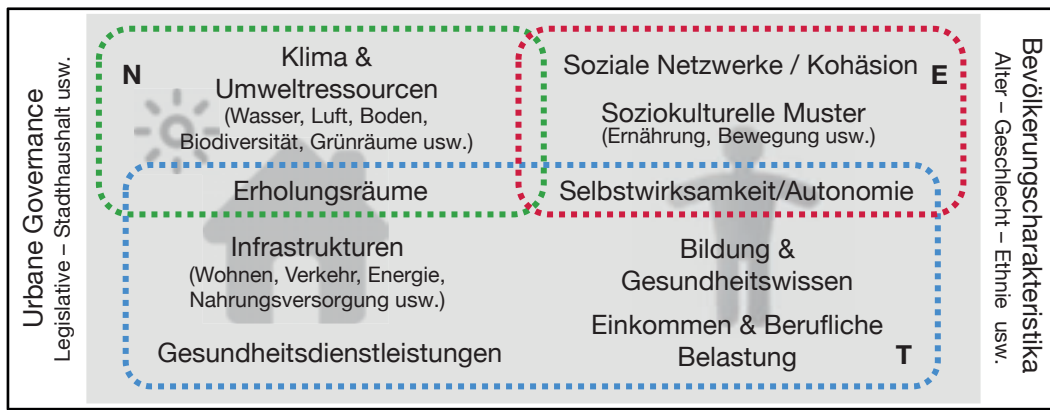 Urbane Governance
Legislative – Stadthaushalt usw.
N
Klima &
Umweltressourcen
(Wasser, Luft, Boden,
Biodiversität, Grünräume usw.)
Erholungsräume
Infrastrukturen
(Wohnen, Verkehr, Energie,
Nahrungsversorgung usw.)
Gesundheitsdienstleistungen
Soziale Netzwerke / Kohäsion
E
Soziokulturelle Muster
(Ernährung, Bewegung usw.)
Selbstwirksamkeit/Autonomie
Bildung &
Gesundheitswissen
Einkommen & Berufliche
Belastung
T
Bevölkerungscharakteristika
Alter – Geschlecht – Ethnie usw.